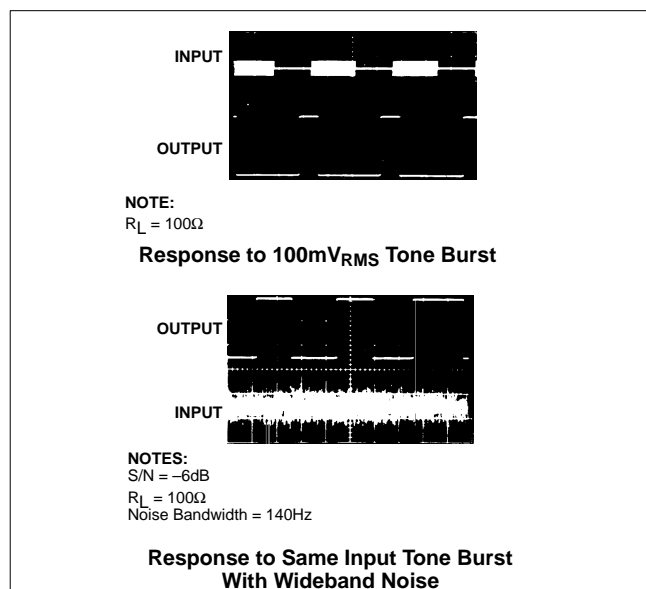 INPUT
OUTPUT
NOTE:
RL = 100Ω
Response to 100mVRMS Tone Burst
OUTPUT
INPUT
NOTES:
S/N = –6dB
RL = 100Ω
Noise Bandwidth = 140Hz
Response to Same Input Tone Burst
With Wideband Noise